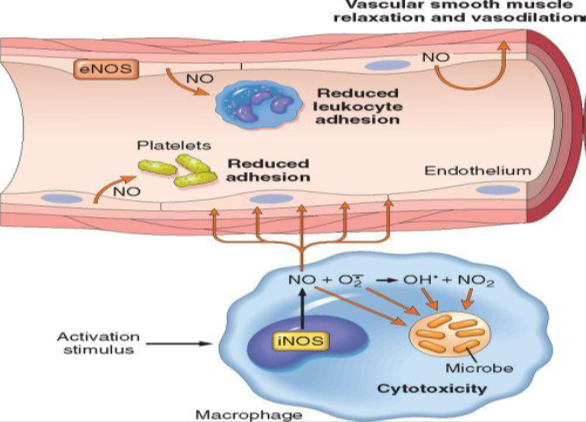 Vascular smooth muscle
relaxation and vasodilation
NO
eNOS
NO
Reduced
leukocyte
adhesion
Platelets
Reduced
adhesion
Endothelium
NO
NO + O₂⁻ → OH• + NO₂
Activation
stimulus
iNOS
Microbe
Cytotoxicity
Macrophage